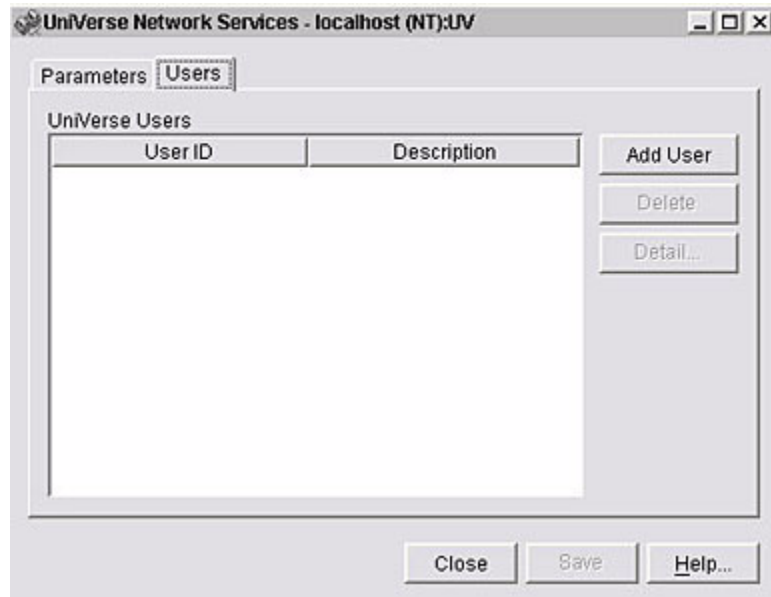 UniVerse Network Services - localhost (NT):UV
Parameters
Users
UniVerse Users
User ID
Description
Add User
Delete
Detail...
Close
Save
Help...